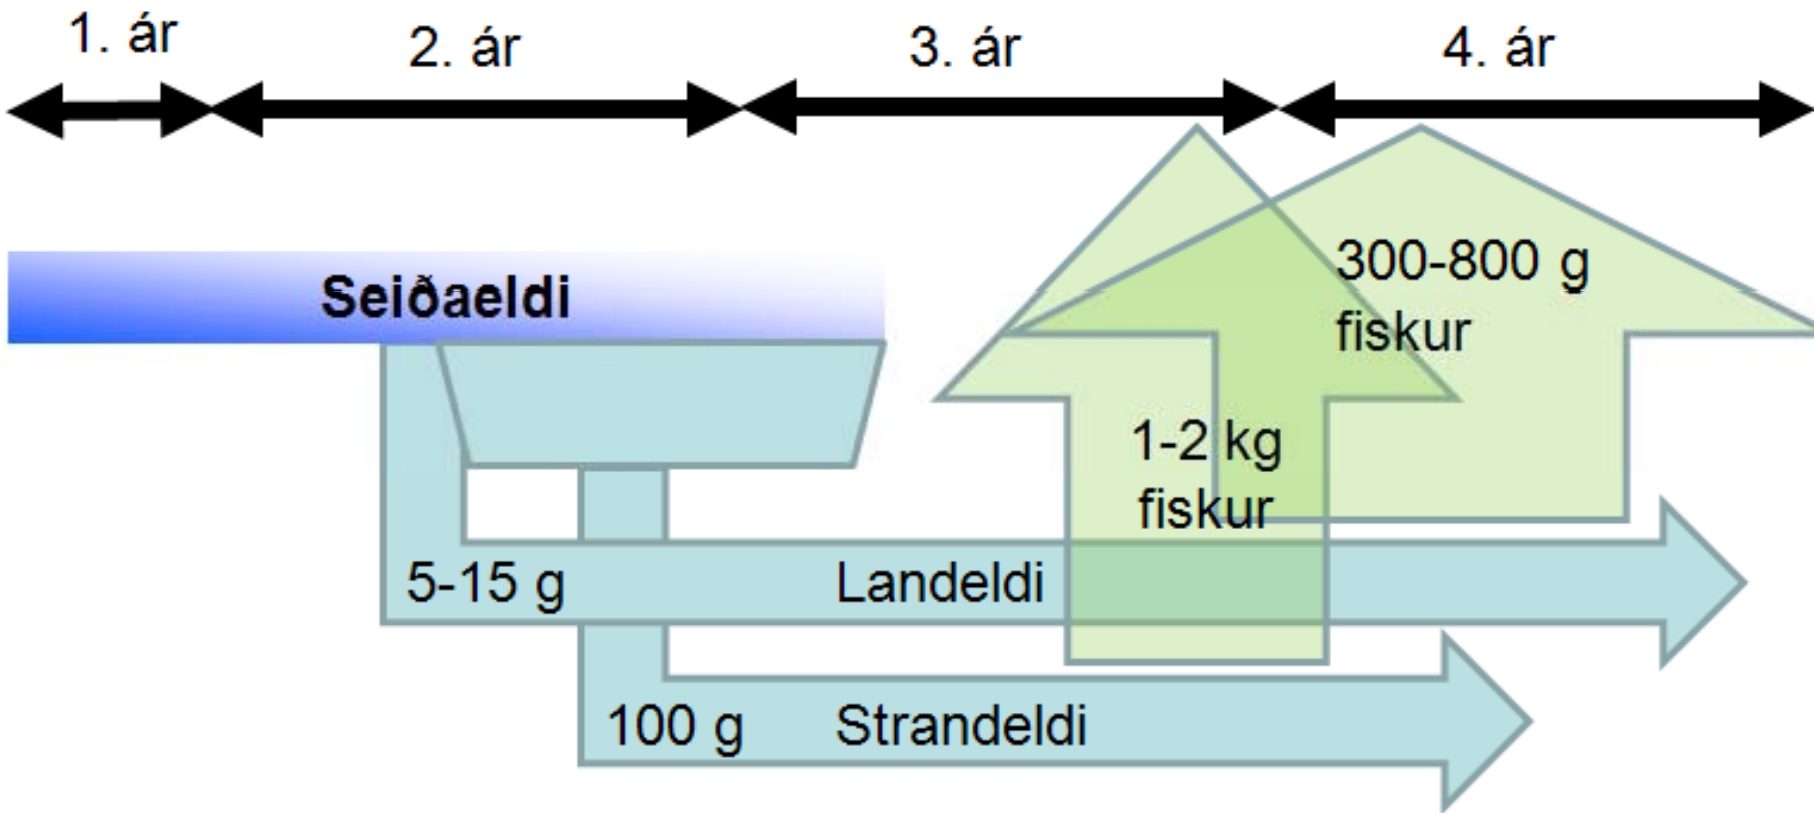 1. ár
2. ár
3. ár
4. ár
Seiðaeldi
300-800 g
fiskur
1-2 kg
fiskur
5-15 g
Landeldi
100 g
Strandeldi